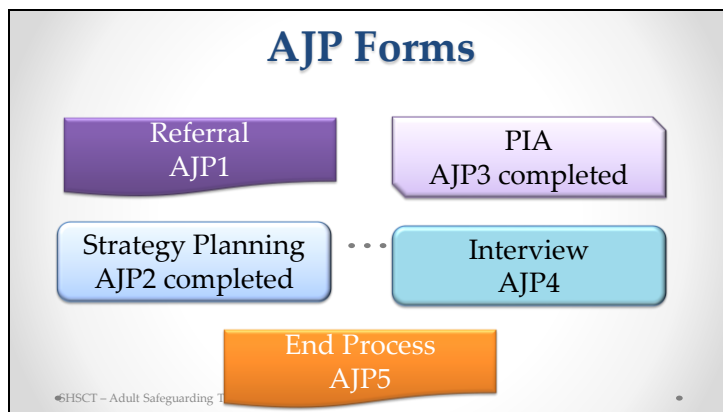 AJP Forms
Referral
AJP1
PIA
AJP3 completed
Strategy Planning
AJP2 completed
Interview
AJP4
End Process
AJP5
SHSCT – Adult Safeguarding